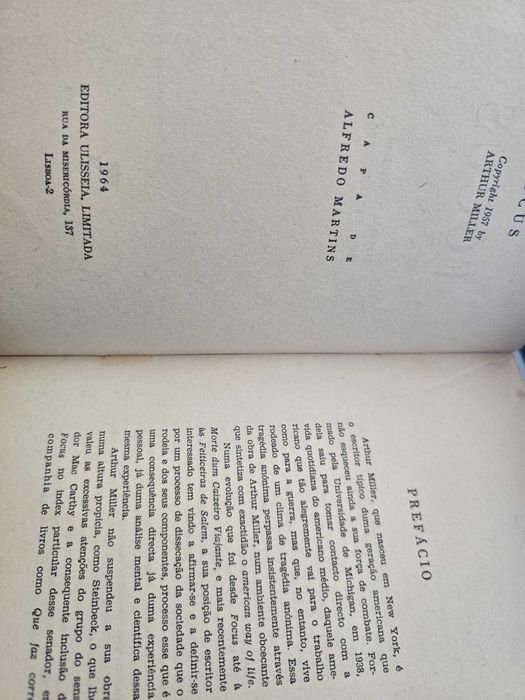 CUS
Copyright 1957 by
ARTHUR MILLER
CAPA DE
ALFREDO MARTINS
1964
EDITORA ULISSEIA, LIMITADA
RUA DA MISERICÓRDIA, 137
LISBOA-2
PREFÁCIO
Arthur Miller, que nasceu em New York, é
o escritor típico duma geração americana que
não esqueceu ainda a sua força de combate. For-
mado pela Universidade de Michigan, em 1938,
dela saiu para tomar contacto directo com a
vida quotidiana do americano médio, daquele ame-
ricano que tão alegremente vai para o trabalho
como para a guerra, mas que, no entanto, vive
rodeado de um clima de tragédia anónima. Essa
tragédia anónima perpassa insistentemente através
da obra de Arthur Miller num ambiente obcecante
que sintetiza com exactidão o american way of life.
Numa evolução que foi desde Focus até à
Morte dum Caixeiro Viajante, e mais recentemente
às Feiticeiras de Salem, a sua posição de escritor
interessado tem vindo a afirmar-se e a definir-se
por um processo de dissecação da sociedade que o
rodeia e dos seus componentes, processo esse que é
uma consequência directa já duma experiência
pessoal, já duma análise mental e científica dessa
mesma experiência.
Arthur Miller não suspendeu a sua obra
numa altura propícia, como Steinbeck, o que lhe
valeu as excessivas atenções do grupo do sena-
dor Mac Carthy e a consequente inclusão d
Focus no index particular desse senador, e
companhia de livros como Que faz corre